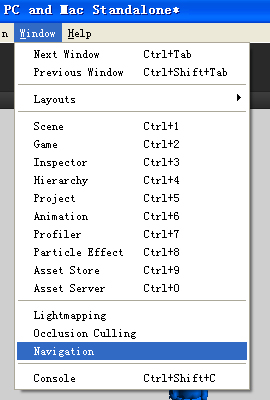 PC and Mac Standalone*
n Window Help
Next Window Ctrl+Tab
Previous Window Ctrl+Shift+Tab
Layouts
Scene Ctrl+1
Game Ctrl+2
Inspector Ctrl+3
Hierarchy Ctrl+4
Project Ctrl+5
Animation Ctrl+6
Profiler Ctrl+7
Particle Effect Ctrl+8
Asset Store Ctrl+9
Asset Server Ctrl+0
Lightmapping
Occlusion Culling
Navigation
Console Ctrl+Shift+C